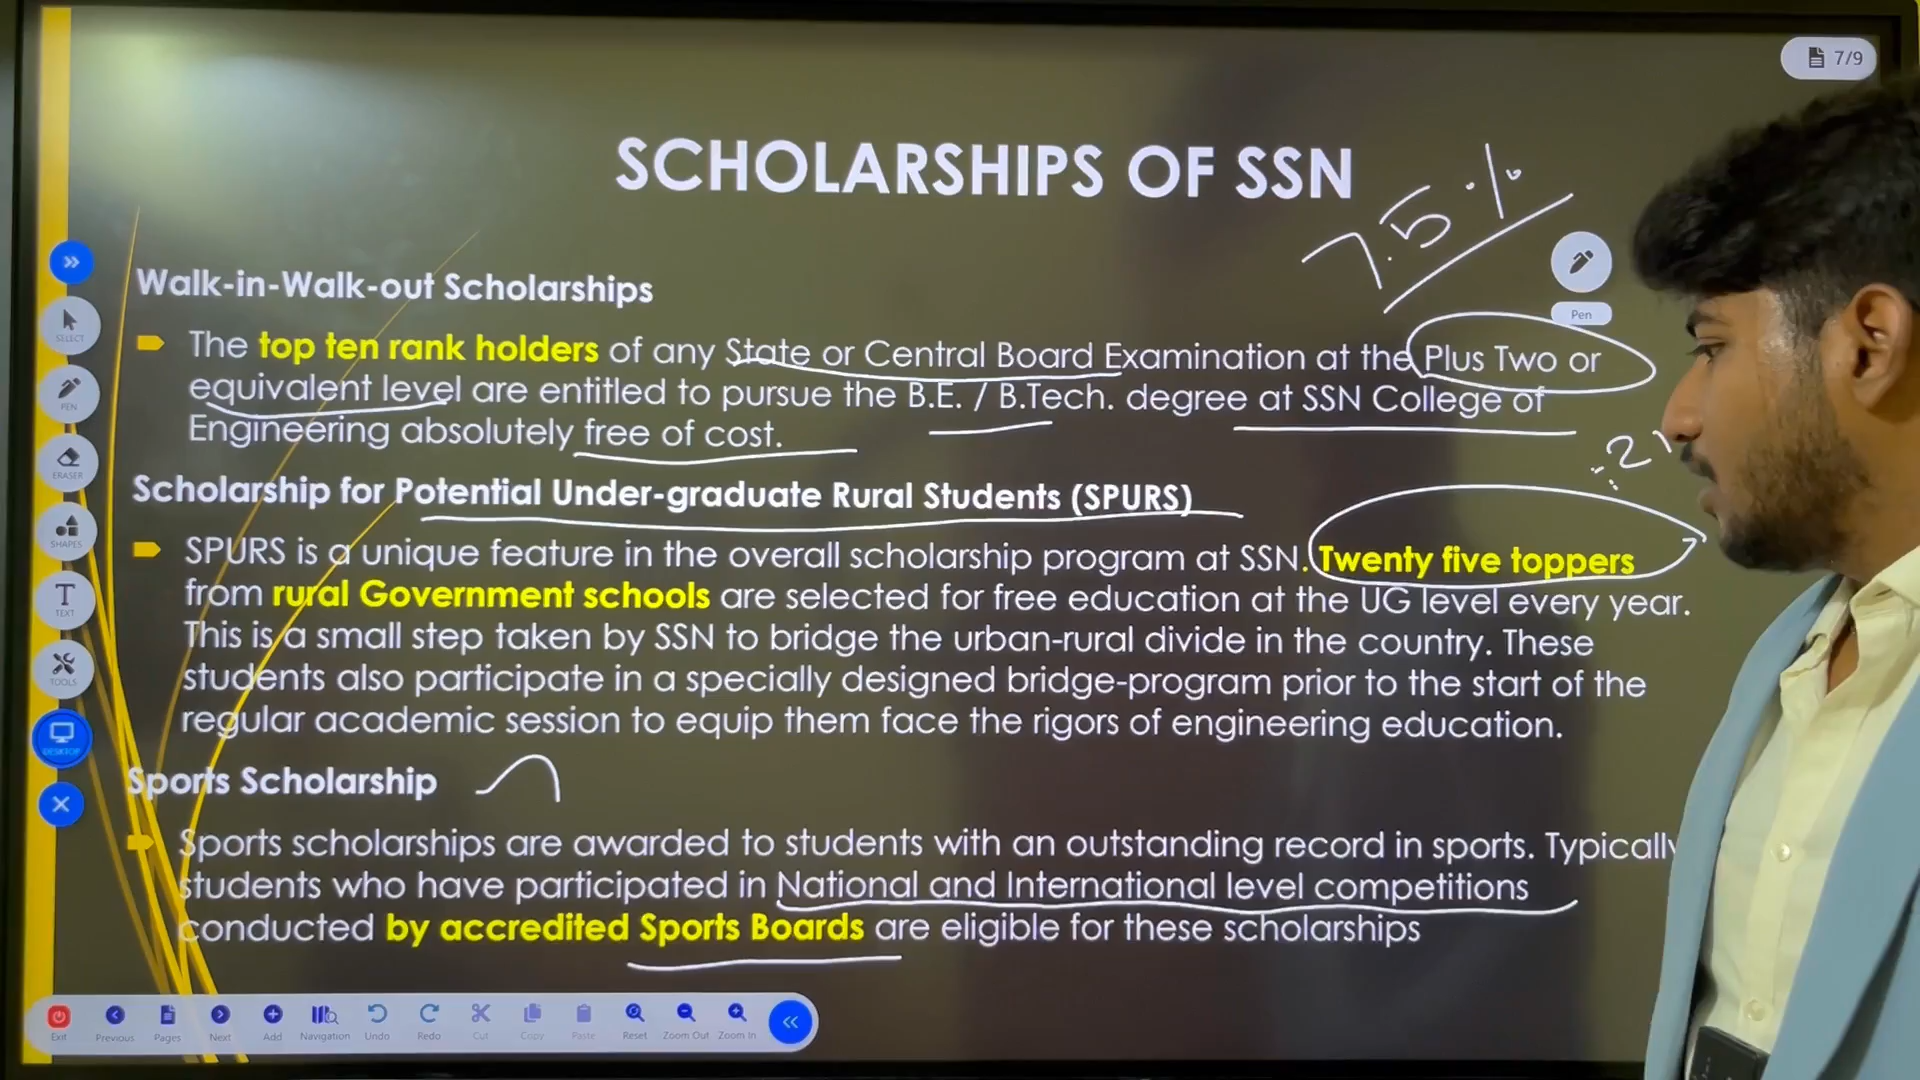 7/9
SCHOLARSHIPS OF SSN
7.5 %
Pen
Walk-in-Walk-out Scholarships
The top ten rank holders of any State or Central Board Examination at the Plus Two or
equivalent level are entitled to pursue the B.E. / B.Tech. degree at SSN College of
Engineering absolutely free of cost.
Scholarship for Potential Under-graduate Rural Students (SPURS)
SPURS is a unique feature in the overall scholarship program at SSN. Twenty five toppers
from rural Government schools are selected for free education at the UG level every year.
This is a small step taken by SSN to bridge the urban-rural divide in the country. These
students also participate in a specially designed bridge-program prior to the start of the
regular academic session to equip them face the rigors of engineering education.
Sports Scholarship
Sports scholarships are awarded to students with an outstanding record in sports. Typically
students who have participated in National and International level competitions
conducted by accredited Sports Boards are eligible for these scholarships
SELECT
PEN
ERASER
SHAPES
TEXT
TOOLS
DESKTOP
Exit Previous Pages Next Add Navigation Undo Redo Cut Copy Paste Reset Zoom Out Zoom In